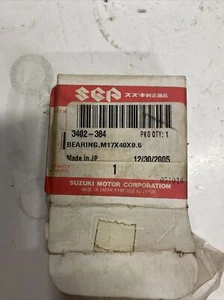 SGP スズキ純正部品
3402-384 PKG QTY: 1
BEARING,M17X40X9.5
Made in JP 12/30/2005
1
SUZUKI MOTOR CORPORATION